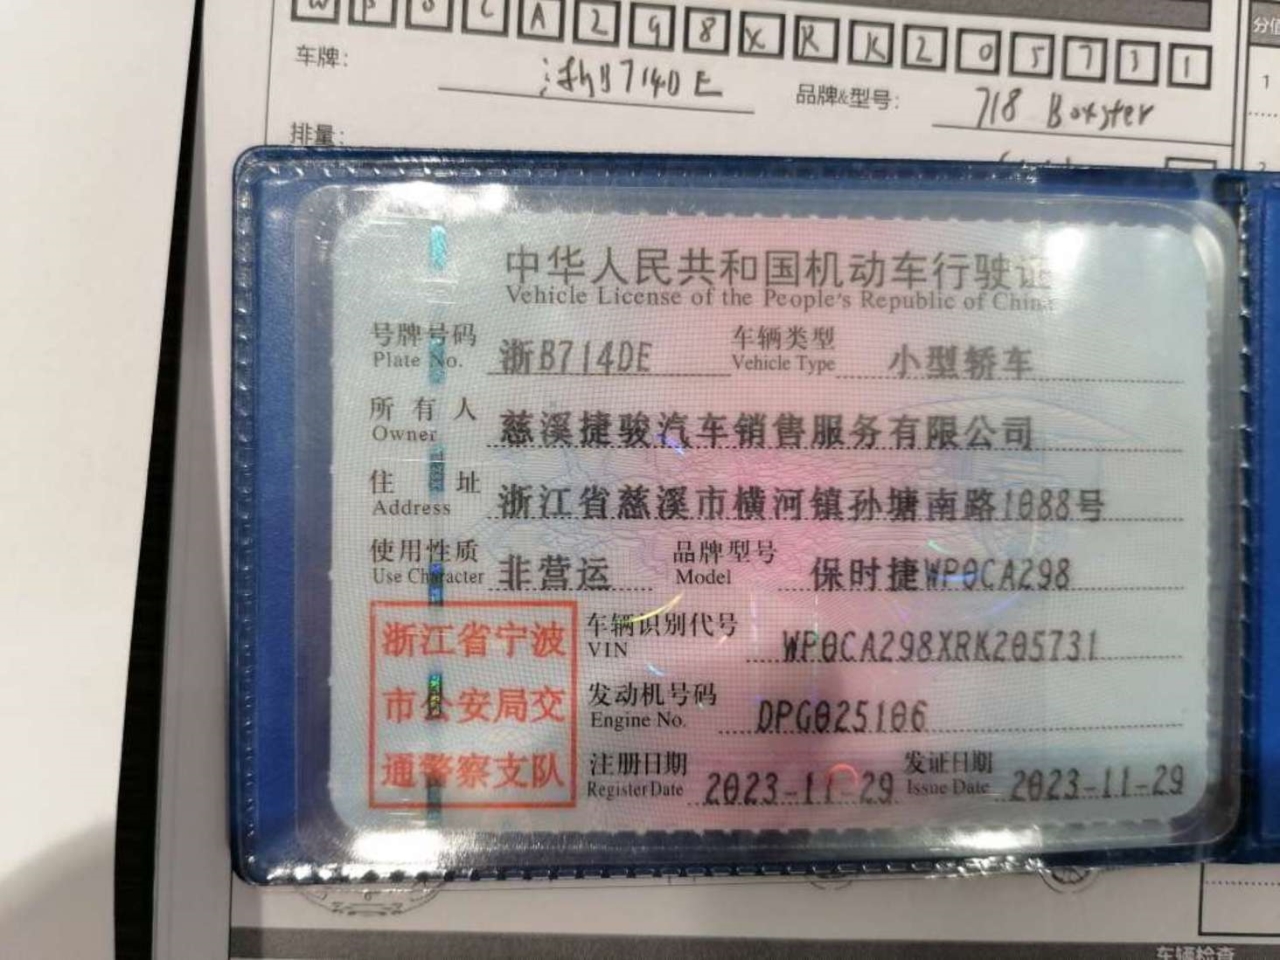 WP0CA298XRK205731
车牌: 浙B714DE 品牌&型号: 718 Boxster
排量:
中华人民共和国机动车行驶证
Vehicle License of the People's Republic of China
号牌号码 浙B714DE 车辆类型 小型轿车
Plate No. Vehicle Type
所有人 慈溪捷骏汽车销售服务有限公司
Owner
住址 浙江省慈溪市横河镇孙塘南路1088号
Address
使用性质 非营运 品牌型号 保时捷WP0CA298
Use Character Model
浙江省宁波
市公安局交
通警察支队
车辆识别代号 WP0CA298XRK205731
VIN
发动机号码 DPG025106
Engine No.
注册日期 2023-11-29 发证日期 2023-11-29
Register Date Issue Date
车辆检查
分值
1
2